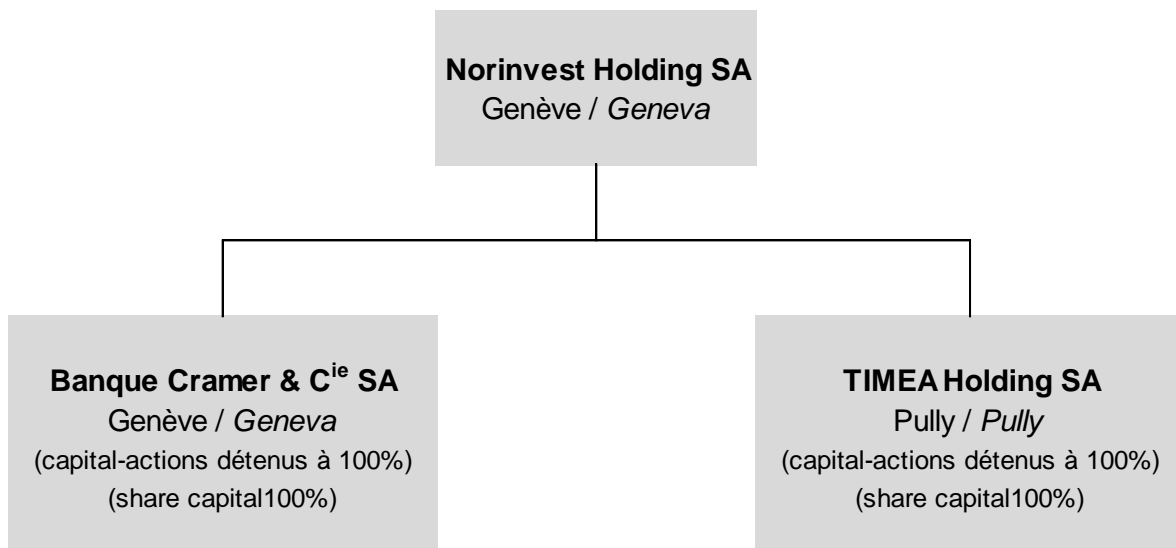 Norinvest Holding SA
Genève / Geneva
Banque Cramer & Cie SA
Genève / Geneva
(capital-actions détenus à 100%)
(share capital100%)
TIMEA Holding SA
Pully / Pully
(capital-actions détenus à 100%)
(share capital100%)